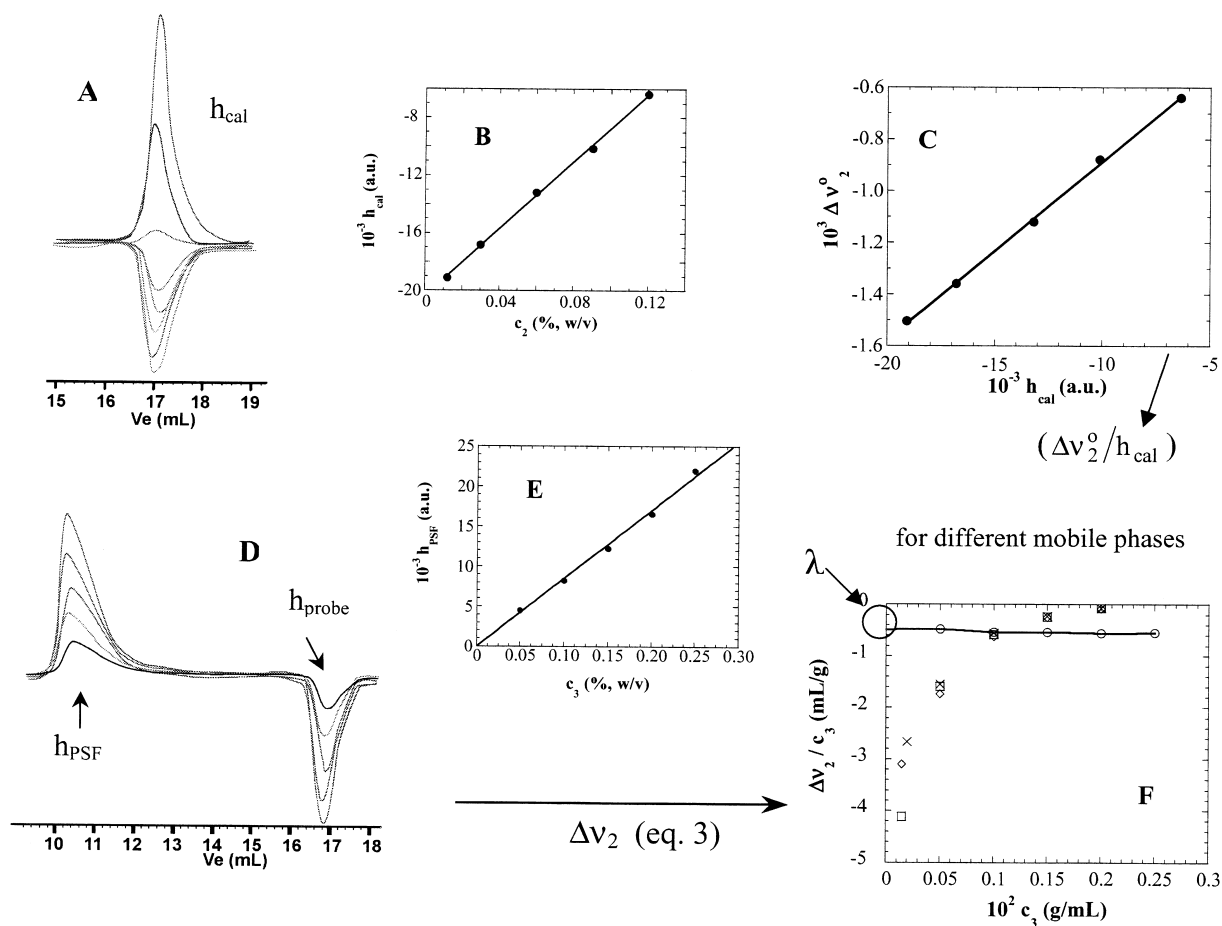 A
h_cal
15 16 17 18 19
Ve (mL)
B
10^-3 h_cal (a.u.)
-8
-12
-16
-20
0 0.04 0.08 0.12
c_2 (%, w/v)
C
10^3 Δν°_2
-0.6
-0.8
-1.0
-1.2
-1.4
-1.6
-20 -15 -10 -5
10^-3 h_cal (a.u.)
(Δν°_2/h_cal)
D
h_PSF
h_probe
10 11 12 13 14 15 16 17 18
Ve (mL)
E
10^-3 h_PSF (a.u.)
25
20
15
10
5
0
0.05 0.10 0.15 0.20 0.25 0.30
c_3 (%, w/v)
Δν_2 (eq. 3)
for different mobile phases
λ
F
Δν_2 / c_3 (mL/g)
0
-1
-2
-3
-4
-5
0 0.05 0.1 0.15 0.2 0.25 0.3
10^2 c_3 (g/mL)